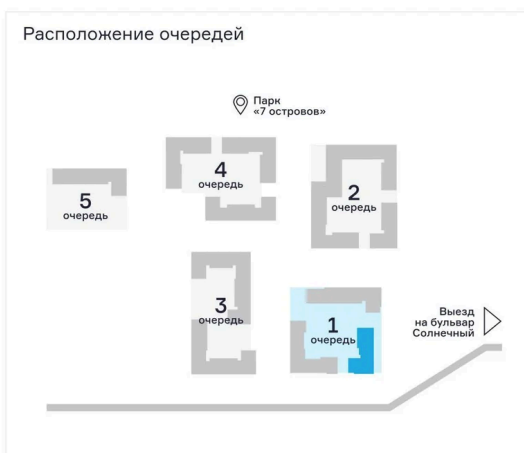 Расположение очередей
Парк
«7 островов»
4
очередь
2
очередь
5
очередь
3
очередь
1
очередь
Выезд
на бульвар
Солнечный